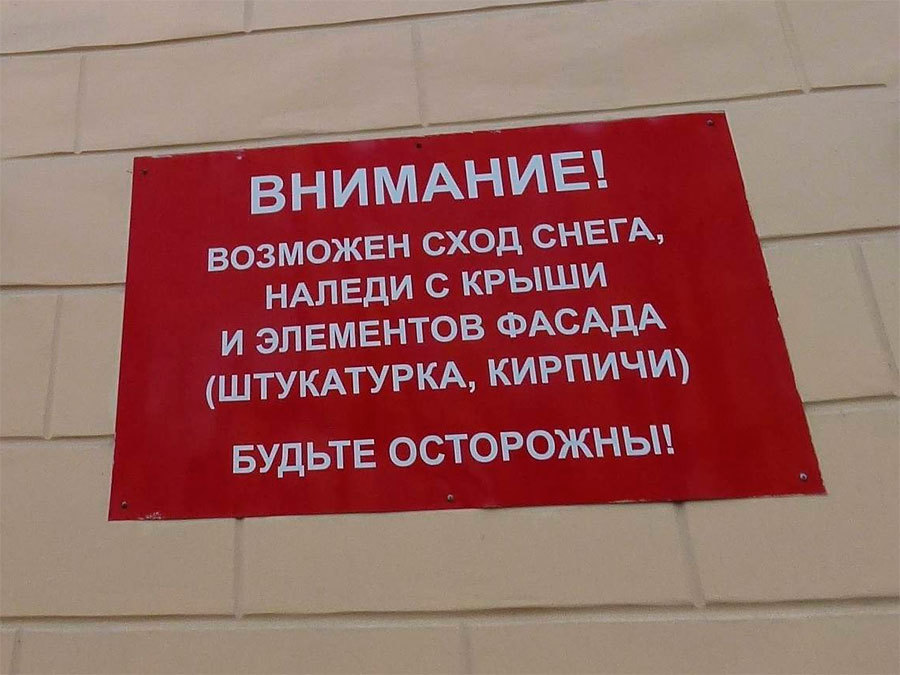 ВНИМАНИЕ!
ВОЗМОЖЕН СХОД СНЕГА,
НАЛЕДИ С КРЫШИ
И ЭЛЕМЕНТОВ ФАСАДА
(ШТУКАТУРКА, КИРПИЧИ)
БУДЬТЕ ОСТОРОЖНЫ!